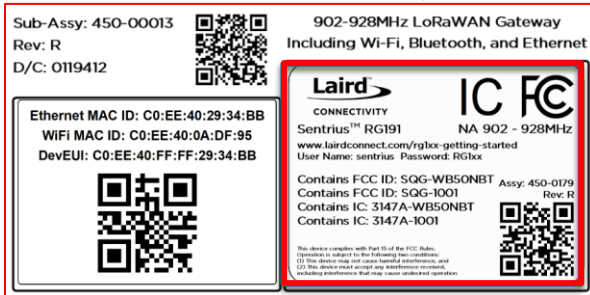 Sub-Assy: 450-00013
Rev: R
D/C: 0119412
902-928MHz LoRaWAN Gateway
Including Wi-Fi, Bluetooth, and Ethernet
Ethernet MAC ID: C0:EE:40:29:34:BB
WiFi MAC ID: C0:EE:40:0A:DF:95
DevEUI: C0:EE:40:FF:FF:29:34:BB
Laird
CONNECTIVITY
IC FC
Sentrius™ RG191 NA 902 - 928MHz
www.lairdconnect.com/rg1xx-getting-started
User Name: sentrius Password: RG1xx
Contains FCC ID: SQG-WB50NBT
Contains FCC ID: SQG-1001
Contains IC: 3147A-WB50NBT
Contains IC: 3147A-1001
Assy: 450-0179
Rev: R
This device complies with Part 15 of the FCC Rules.
Operation is subject to the following two conditions:
(1) This device may not cause harmful interference, and
(2) This device must accept any interference received,
including interference that may cause undesired operation